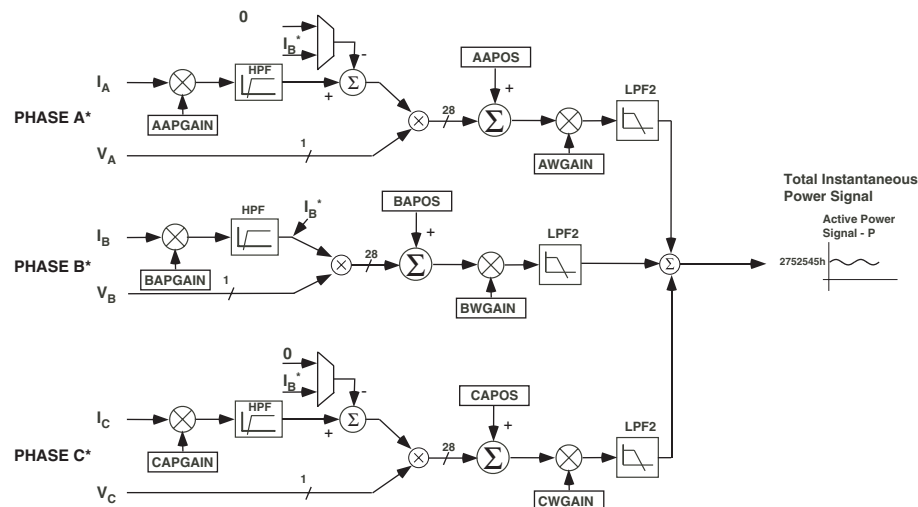 0
I_B*
HPF
-
I_A
+
Σ
AAPOS
+
LPF2
PHASE A*
AAPGAIN
×
28
Σ
V_A
1
AWGAIN
Total Instantaneous
Power Signal
Active Power
Signal - P
2752545h
HPF
I_B*
BAPOS
+
LPF2
I_B
PHASE B*
BAPGAIN
1
×
28
Σ
Σ
V_B
BWGAIN
0
I_B*
HPF
-
I_C
+
Σ
CAPOS
+
LPF2
PHASE C*
CAPGAIN
×
28
Σ
V_C
1
CWGAIN